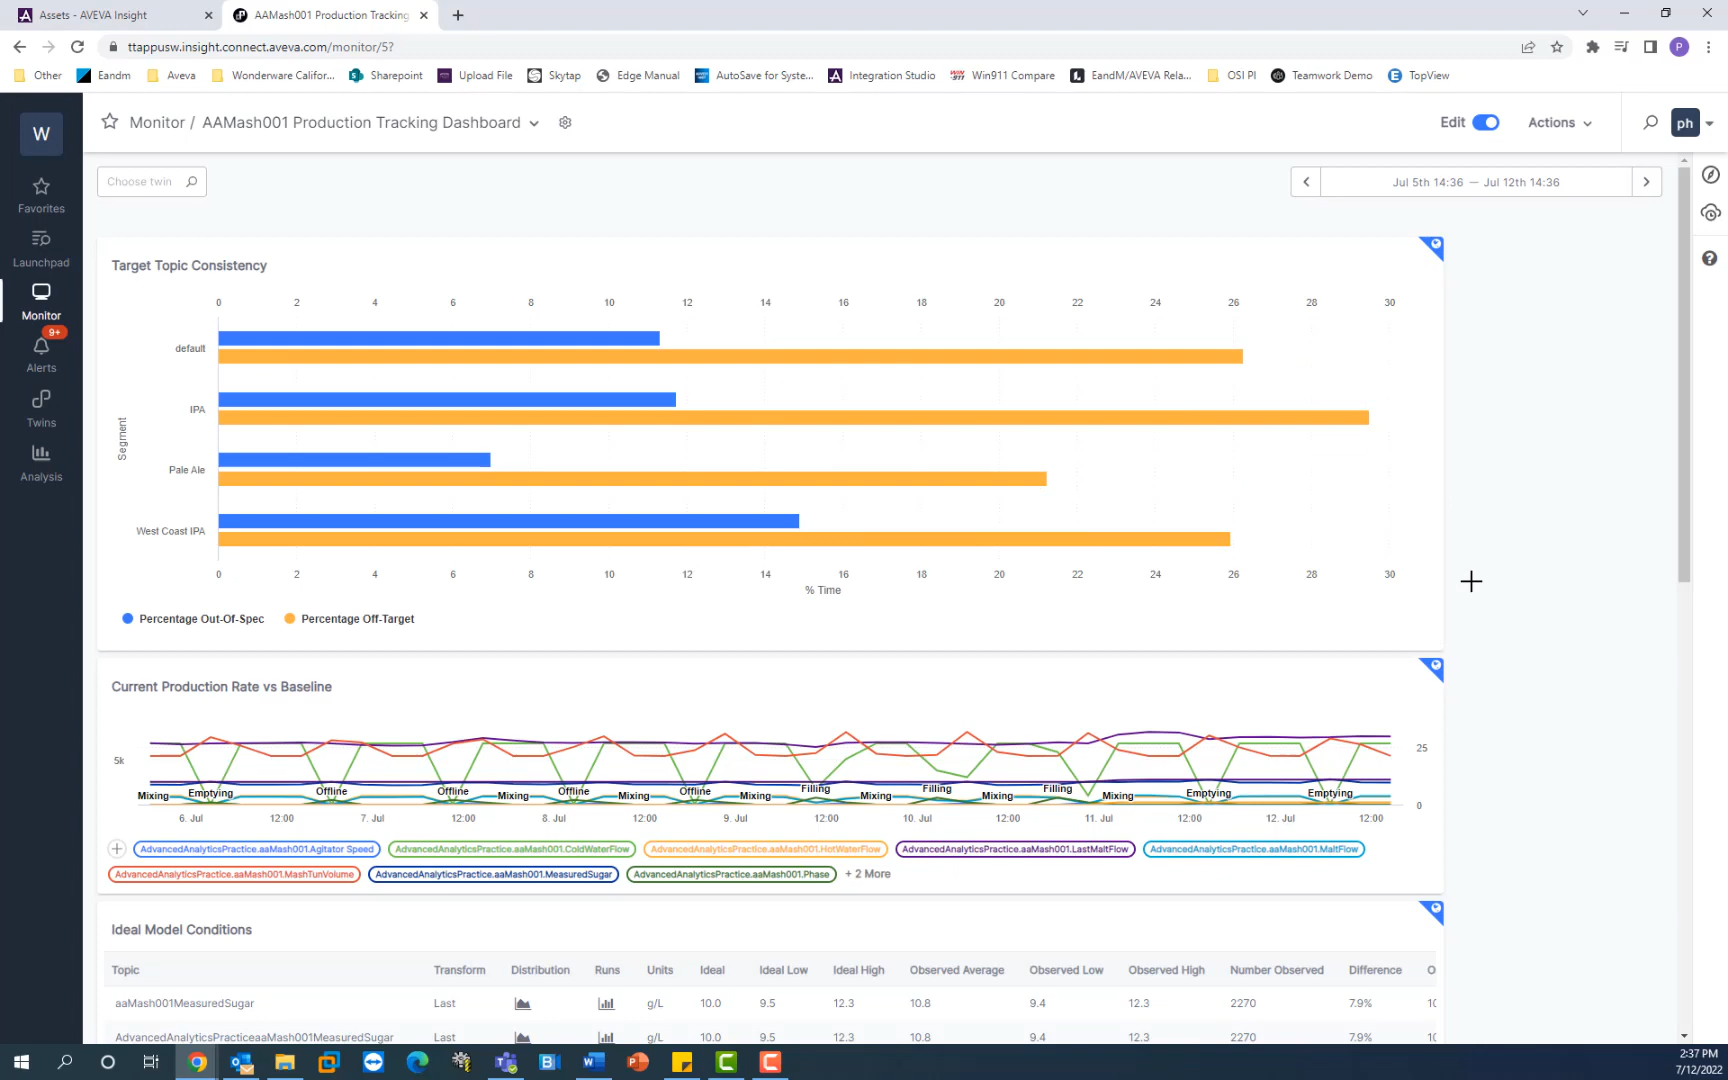 Assets - AVEVA Insight
AAMash001 Production Tracking
ttappusw.insight.connect.aveva.com/monitor/5?
Other Eandm Aveva Wonderware Califor... Sharepoint Upload File Skytap Edge Manual AutoSave for Syste... Integration Studio Win911 Compare EandM/AVEVA Rela... OSI PI Teamwork Demo TopView
W
Monitor / AAMash001 Production Tracking Dashboard
Edit Actions ph
Choose twin
Jul 5th 14:36 — Jul 12th 14:36
Favorites
Launchpad
Monitor
9+
Alerts
Twins
Analysis
Target Topic Consistency
0 2 4 6 8 10 12 14 16 18 20 22 24 26 28 30
default
IPA
Segment
Pale Ale
West Coast IPA
0 2 4 6 8 10 12 14 16 18 20 22 24 26 28 30
% Time
Percentage Out-Of-Spec Percentage Off-Target
Current Production Rate vs Baseline
5k 25
Mixing Emptying Offline Offline Mixing Offline Mixing Offline Mixing Filling Mixing Filling Mixing Filling Mixing Emptying Emptying
0
6. Jul 12:00 7. Jul 12:00 8. Jul 12:00 9. Jul 12:00 10. Jul 12:00 11. Jul 12:00 12. Jul 12:00
AdvancedAnalyticsPractice.aaMash001.Agitator Speed AdvancedAnalyticsPractice.aaMash001.ColdWaterFlow AdvancedAnalyticsPractice.aaMash001.HotWaterFlow AdvancedAnalyticsPractice.aaMash001.LastMaltFlow AdvancedAnalyticsPractice.aaMash001.MaltFlow
AdvancedAnalyticsPractice.aaMash001.MashTunVolume AdvancedAnalyticsPractice.aaMash001.MeasuredSugar AdvancedAnalyticsPractice.aaMash001.Phase + 2 More
Ideal Model Conditions
Topic Transform Distribution Runs Units Ideal Ideal Low Ideal High Observed Average Observed Low Observed High Number Observed Difference
aaMash001MeasuredSugar Last g/L 10.0 9.5 12.3 10.8 9.4 12.3 2270 7.9%
AdvancedAnalyticsPracticeaaMash001MeasuredSugar Last g/L 10.0 9.5 12.3 10.8 9.4 12.3 2270 7.9%
2:37 PM
7/12/2022